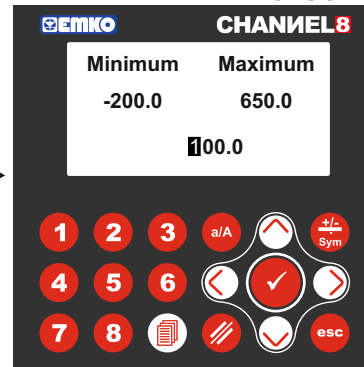 EMKO CHANNEL8
Minimum Maximum
-200.0 650.0
100.0
1 2 3 a/A +/- Sym
4 5 6
7 8 esc